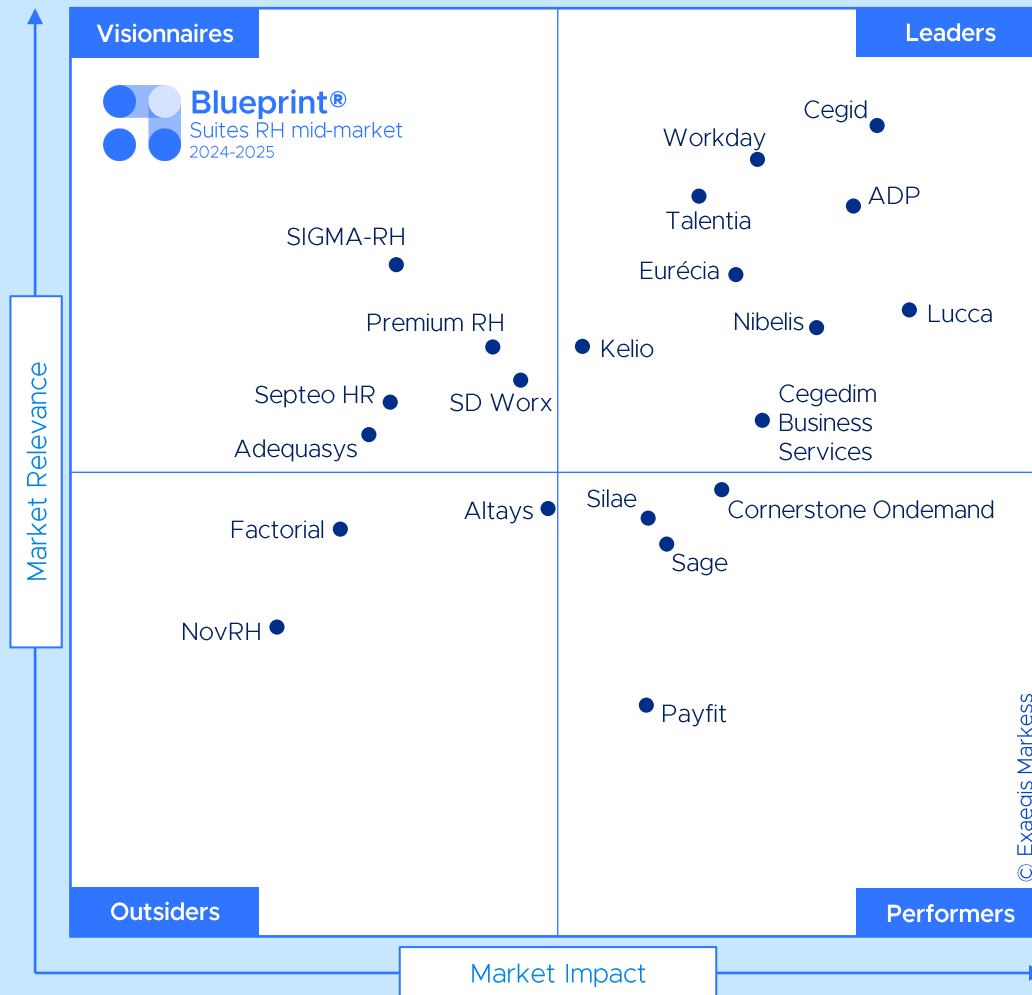 Visionnaires
Leaders
Blueprint®
Suites RH mid-market
2024-2025
Cegid
Workday
ADP
Talentia
SIGMA-RH
Eurécia
Lucca
Nibelis
Premium RH
Kelio
Septeo HR
SD Worx
Cegedim
Business
Services
Adequasys
Market Relevance
Silae
Altays
Cornerstone Ondemand
Factorial
Sage
NovRH
Payfit
© Exaegis Markess
Outsiders
Performers
Market Impact